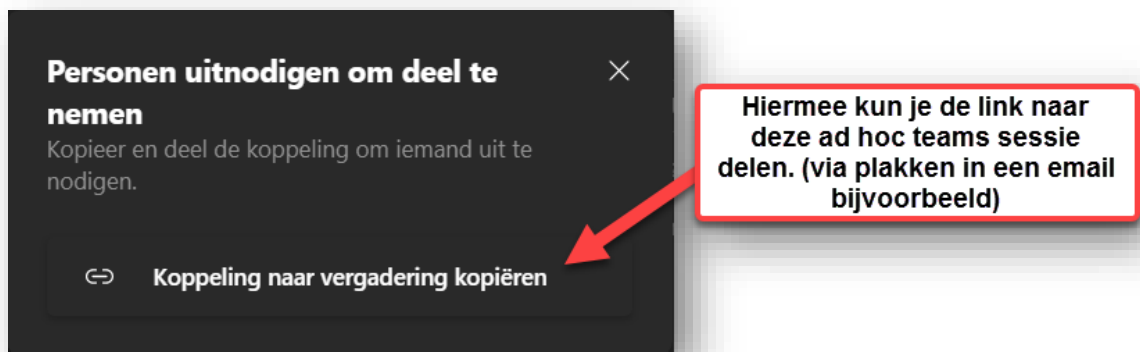 Personen uitnodigen om deel te
nemen
Kopieer en deel de koppeling om iemand uit te
nodigen.
Koppeling naar vergadering kopiëren
Hiermee kun je de link naar
deze ad hoc teams sessie
delen. (via plakken in een email
bijvoorbeeld)